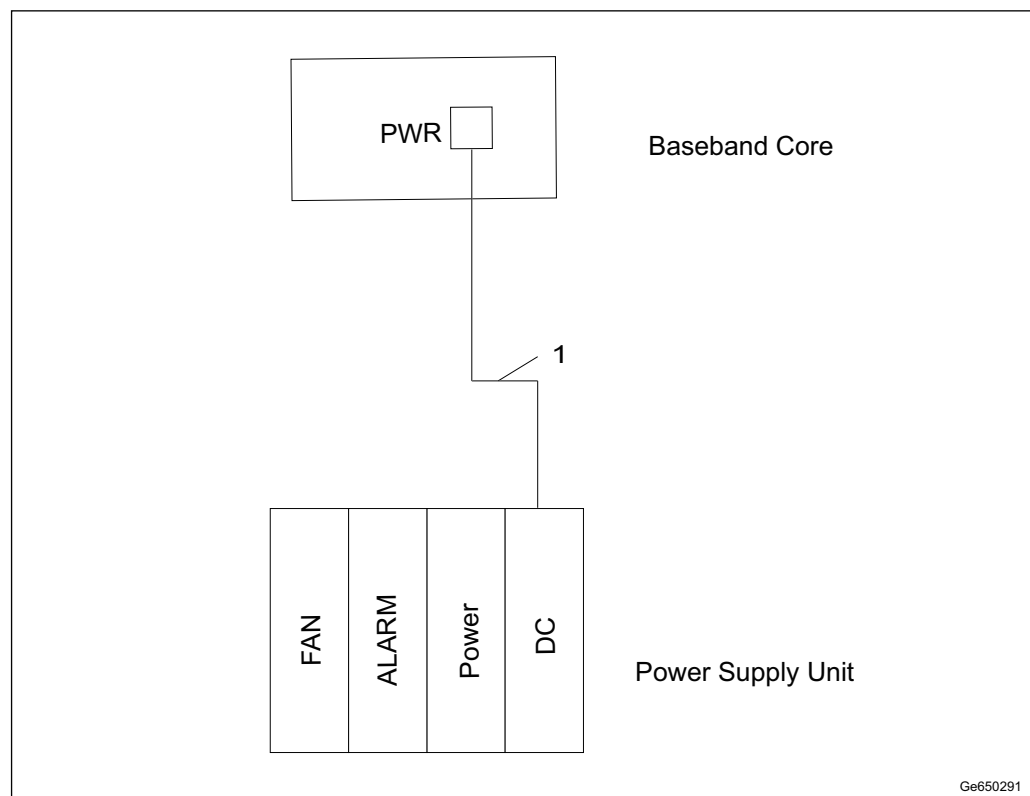 PWR
Baseband Core
1
FAN
ALARM
Power
DC
Power Supply Unit
Ge650291